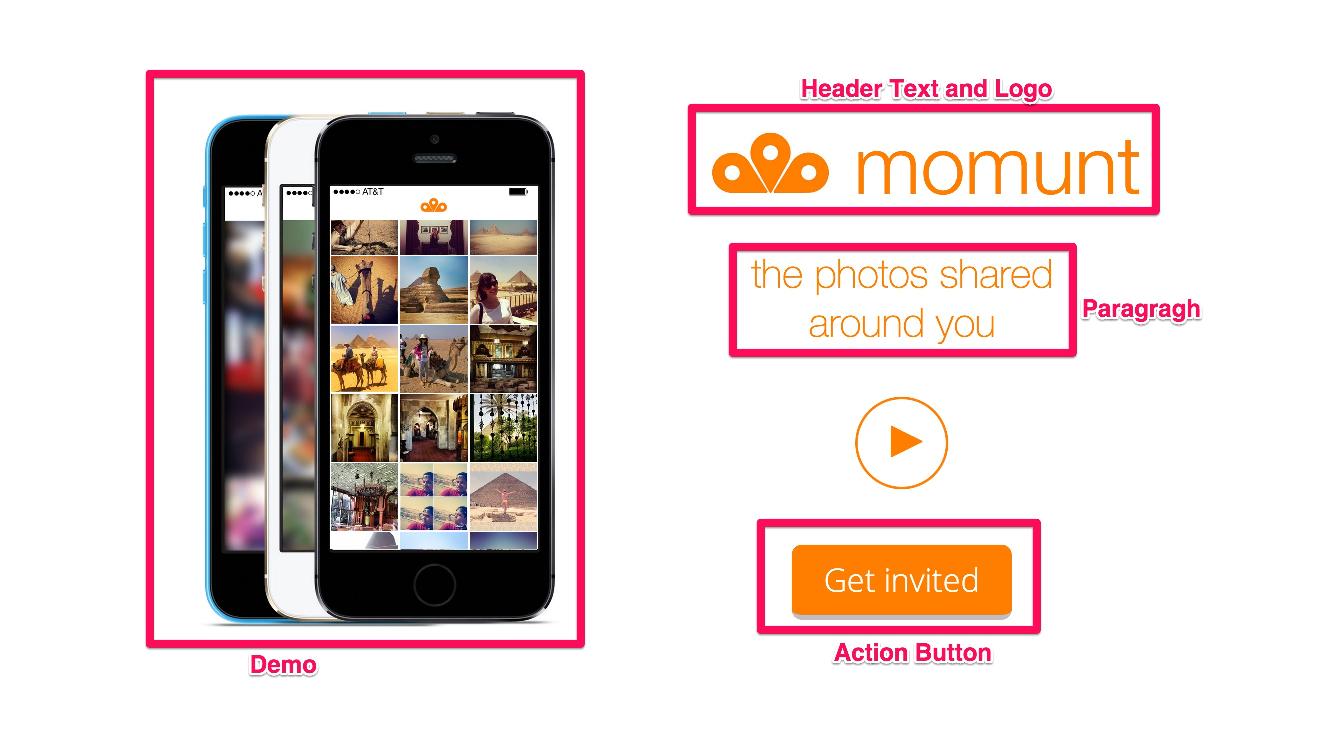 Header Text and Logo
momunt
the photos shared
around you
Paragragh
Get invited
Action Button
A
AT&T
Demo